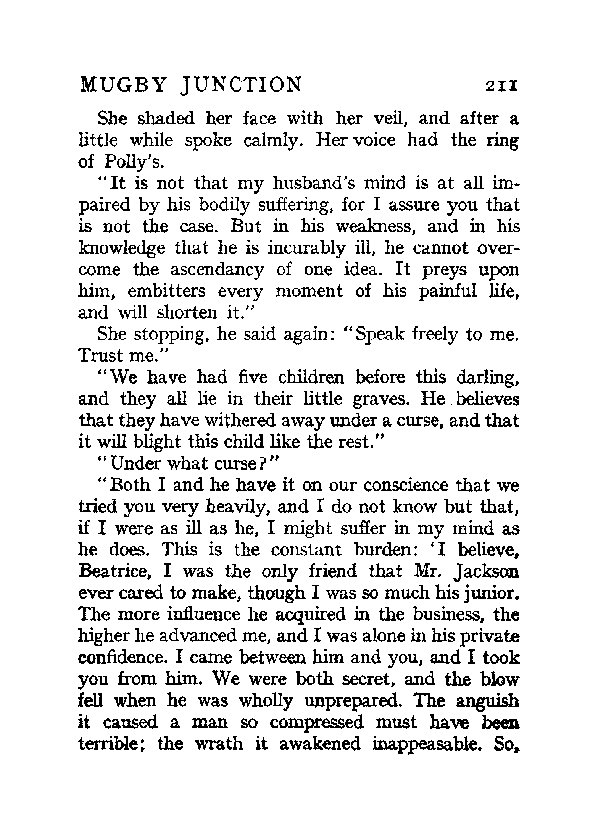 MUGBY JUNCTION 211
She shaded her face with her veil, and after a
little while spoke calmly. Her voice had the ring
of Polly's.
"It is not that my husband's mind is at all im-
paired by his bodily suffering, for I assure you that
is not the case. But in his weakness, and in his
knowledge that he is incurably ill, he cannot over-
come the ascendancy of one idea. It preys upon
him, embitters every moment of his painful life,
and will shorten it."
She stopping, he said again: "Speak freely to me.
Trust me."
"We have had five children before this darling,
and they all lie in their little graves. He believes
that they have withered away under a curse, and that
it will blight this child like the rest."
"Under what curse?"
"Both I and he have it on our conscience that we
tried you very heavily, and I do not know but that,
if I were as ill as he, I might suffer in my mind as
he does. This is the constant burden: 'I believe,
Beatrice, I was the only friend that Mr. Jackson
ever cared to make, though I was so much his junior.
The more influence he acquired in the business, the
higher he advanced me, and I was alone in his private
confidence. I came between him and you, and I took
you from him. We were both secret, and the blow
fell when he was wholly unprepared. The anguish
it caused a man so compressed must have been
terrible; the wrath it awakened inappeasable. So,